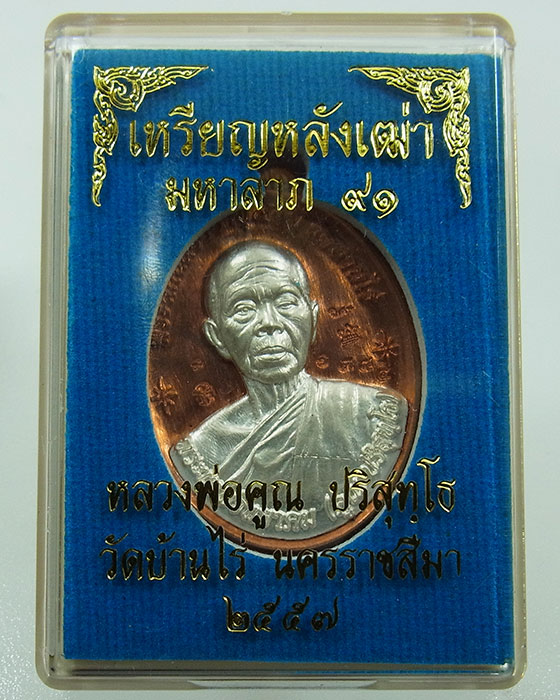 เหรียญหลังเฒ่า
มหาลาภ ๙๑
หลวงพ่อคูณ ปริสุทฺโธ
วัดบ้านไร่ นครราชสีมา
๒๕๕๗